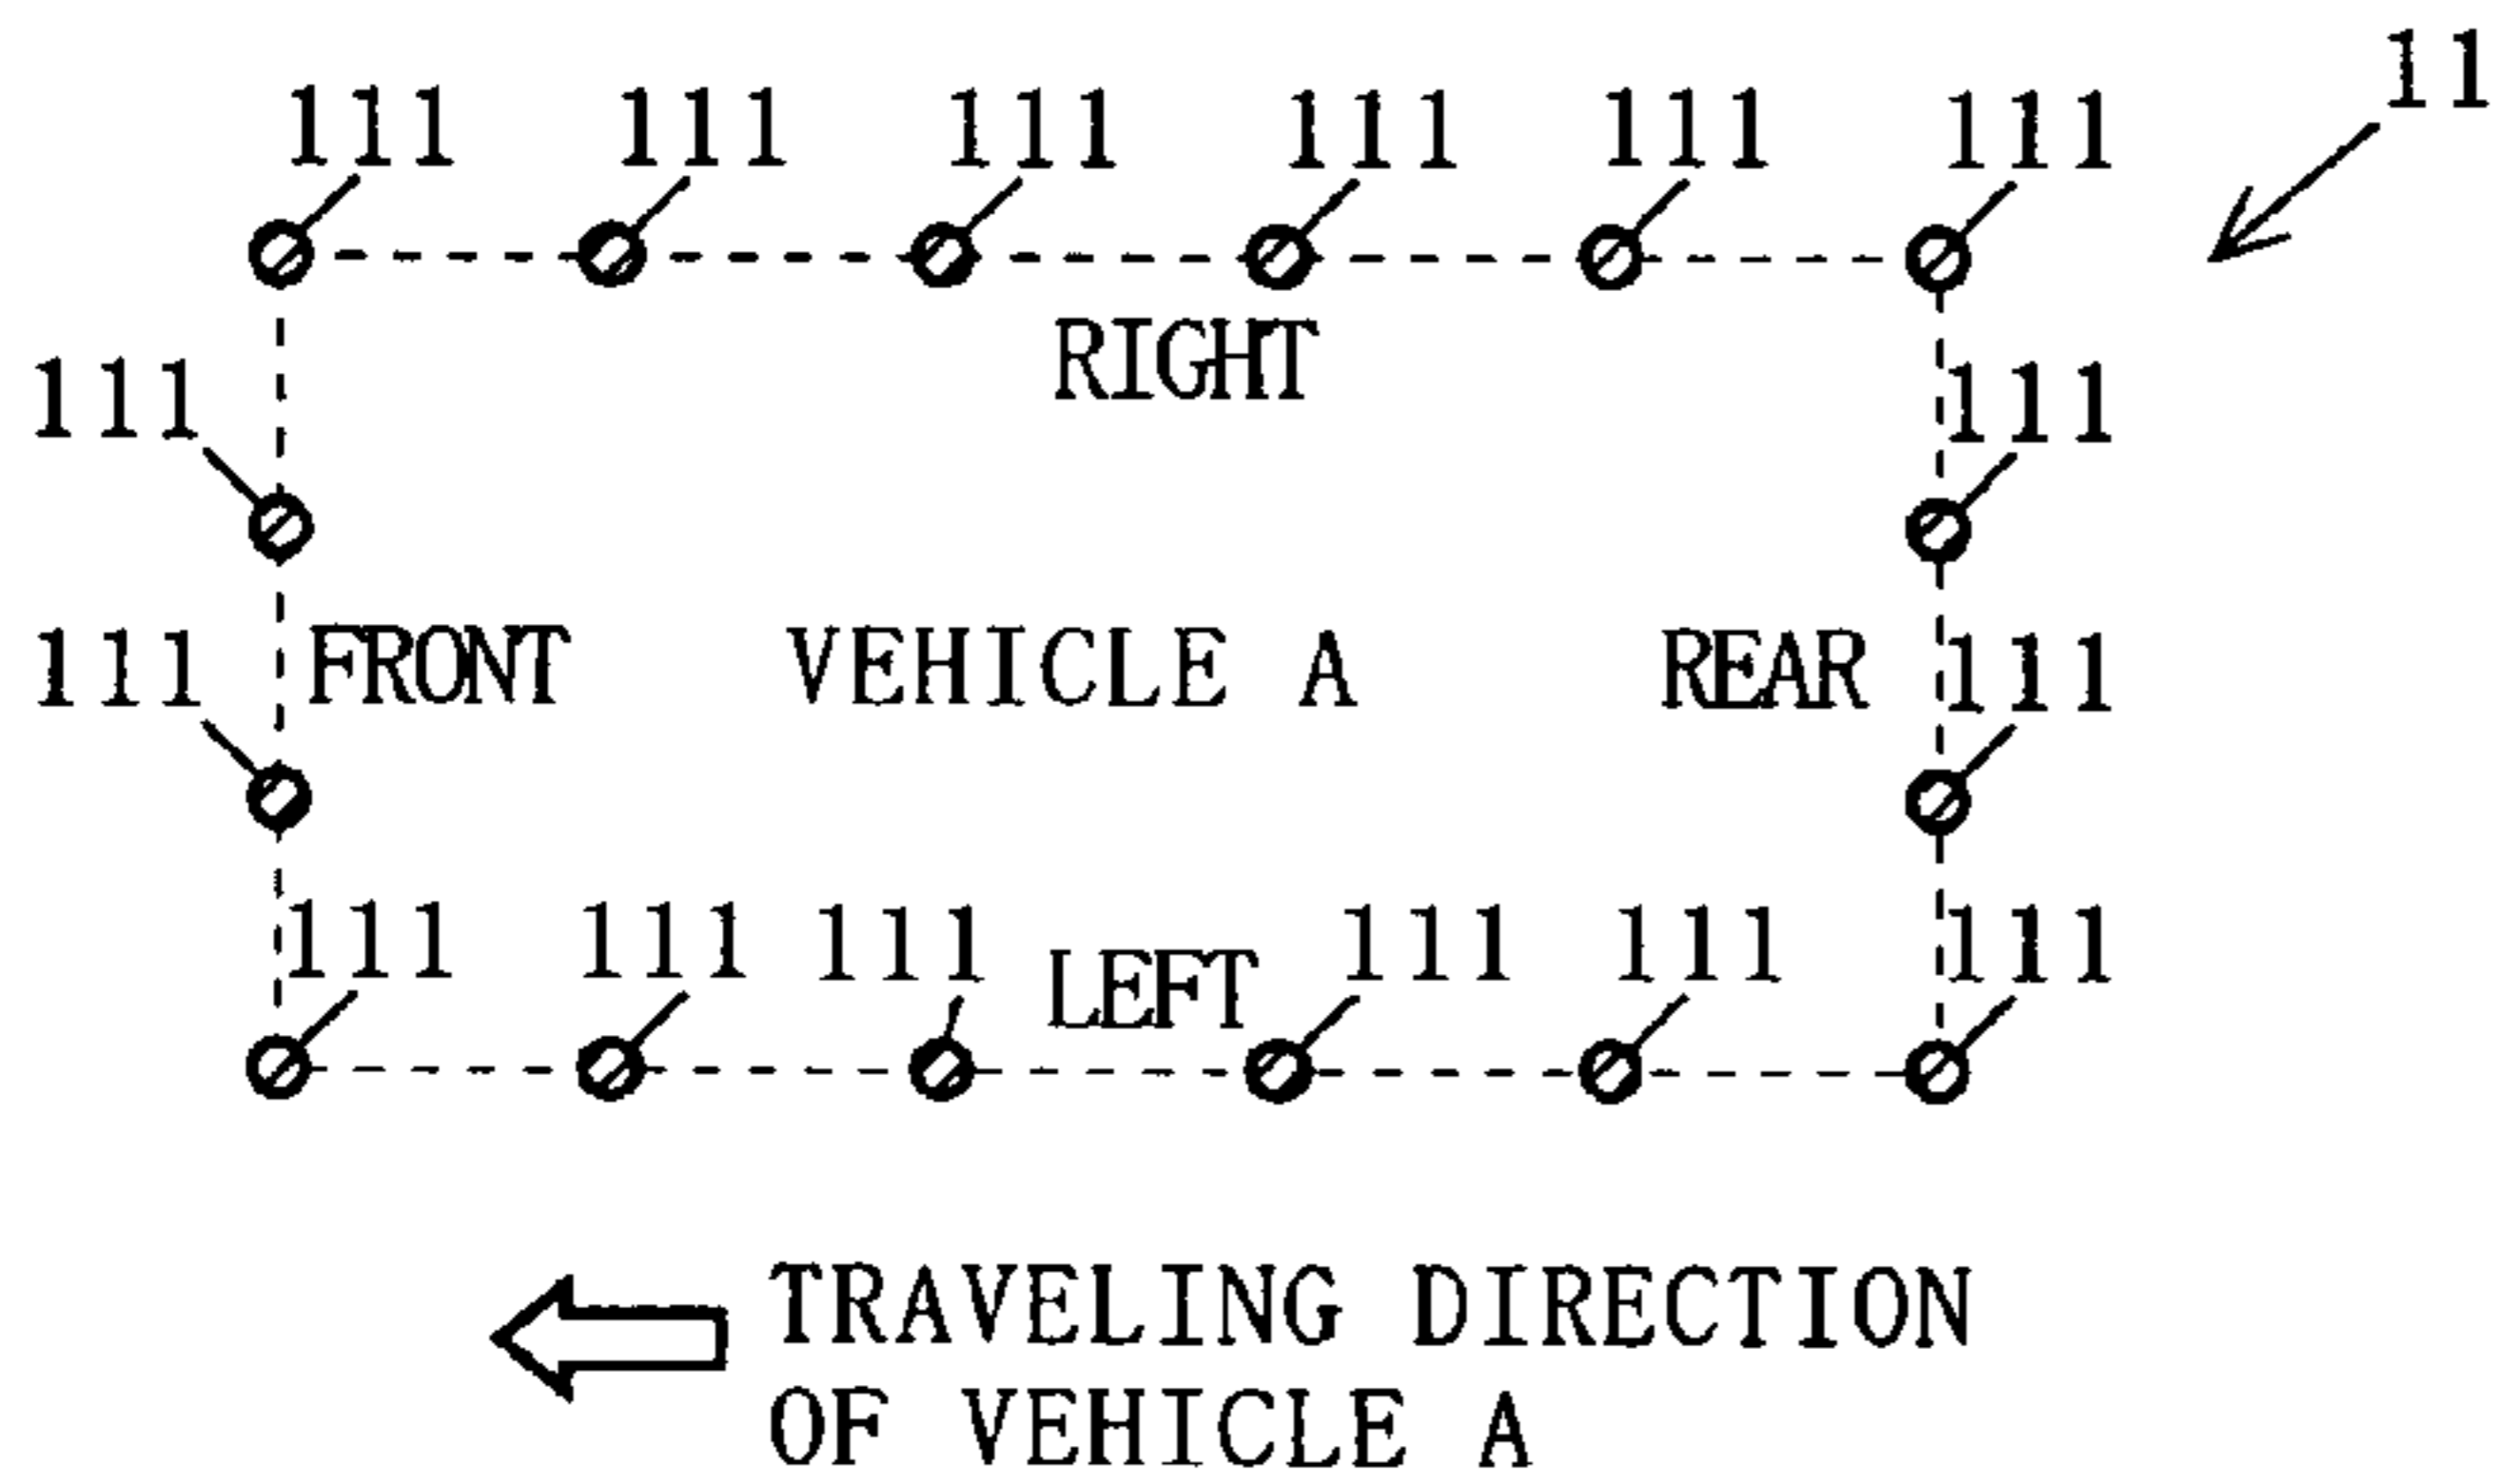 11
111 111 111 111 111 111
RIGHT
111 111
111 FRONT VEHICLE A REAR 111
111 111 111 LEFT 111 111 111
TRAVELING DIRECTION
OF VEHICLE A